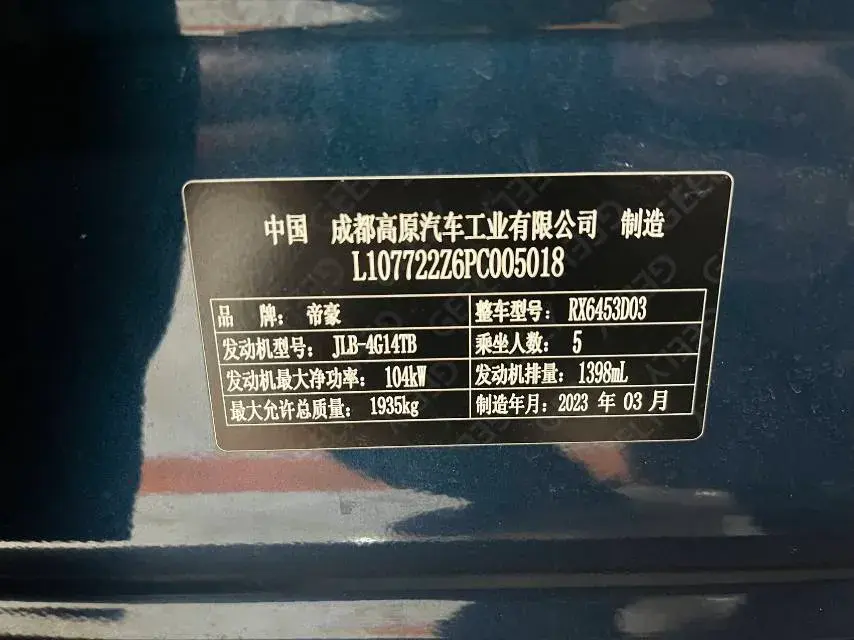 中国 成都高原汽车工业有限公司 制造
L107722Z6PC005018
品 牌: 帝豪 整车型号: RX6453D03
发动机型号: JLB-4G14TB 乘坐人数: 5
发动机最大净功率: 104kW 发动机排量: 1398mL
最大允许总质量: 1935kg 制造年月: 2023 年 03 月
GEELY